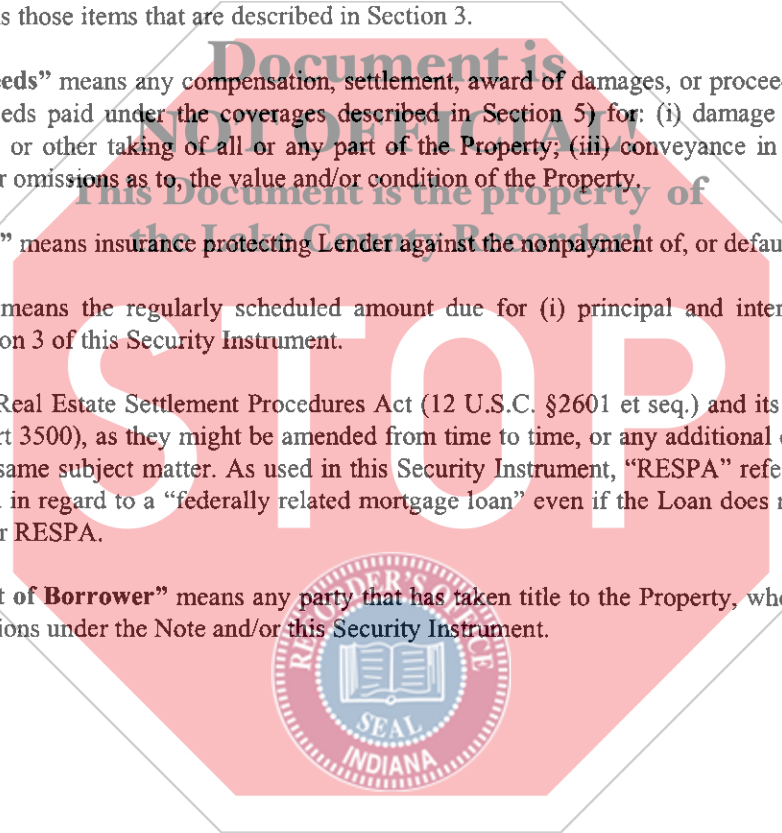 s those items that are described in Section 3.
Document is
eeds” means any compensation, settlement, award of damages, or proceed
eds paid under the coverages described in Section 5) for: (i) damage
NOT OFFICIAL!
or other taking of all or any part of the Property; (iii) conveyance in
r omissions as to, the value and/or condition of the Property.
This Document is the property of
” means insurance protecting Lender against the nonpayment of, or defau
the Lake County Recorder!
means the regularly scheduled amount due for (i) principal and inter
on 3 of this Security Instrument.
STOP
Real Estate Settlement Procedures Act (12 U.S.C. §2601 et seq.) and its
rt 3500), as they might be amended from time to time, or any additional
same subject matter. As used in this Security Instrument, “RESPA” refe
in regard to a “federally related mortgage loan” even if the Loan does
r RESPA.
t of Borrower” means any party that has taken title to the Property, wh
ions under the Note and/or this Security Instrument.
RECORDER'S OFFICE
SEAL
INDIANA